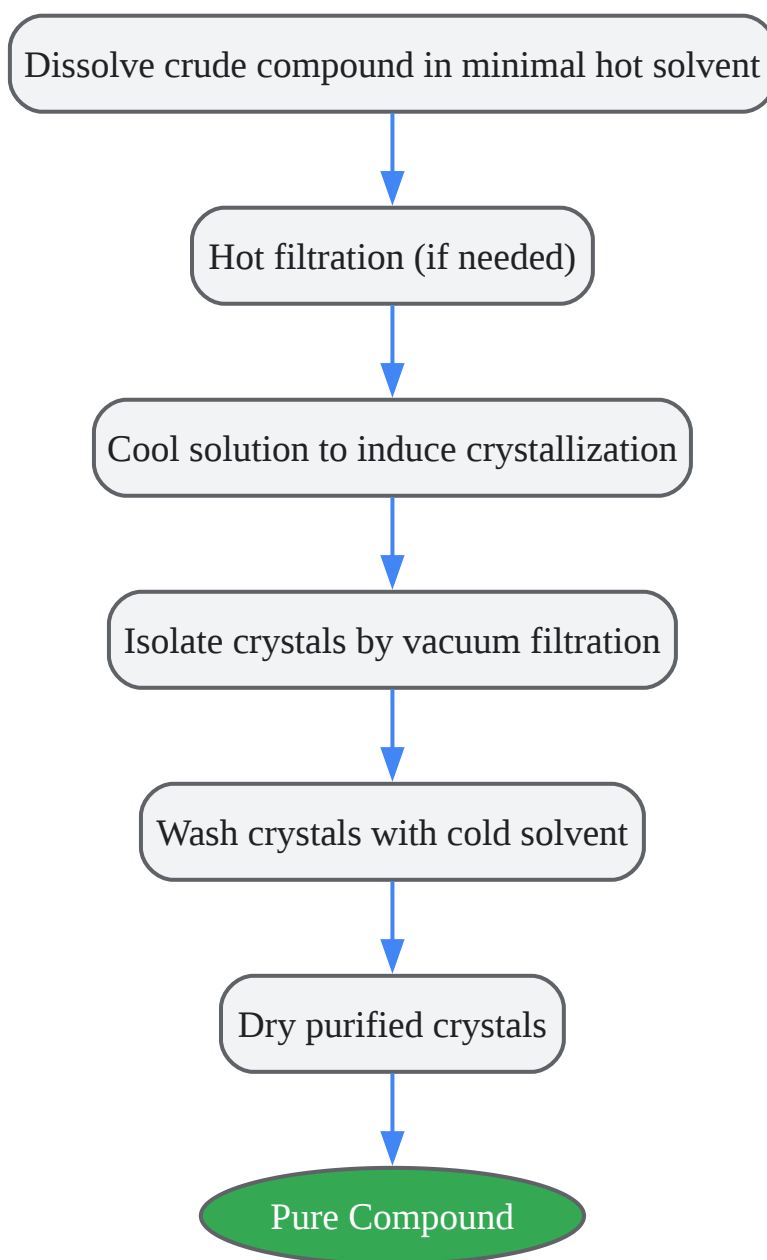 Dissolve crude compound in minimal hot solvent
Hot filtration (if needed)
Cool solution to induce crystallization
Isolate crystals by vacuum filtration
Wash crystals with cold solvent
Dry purified crystals
Pure Compound